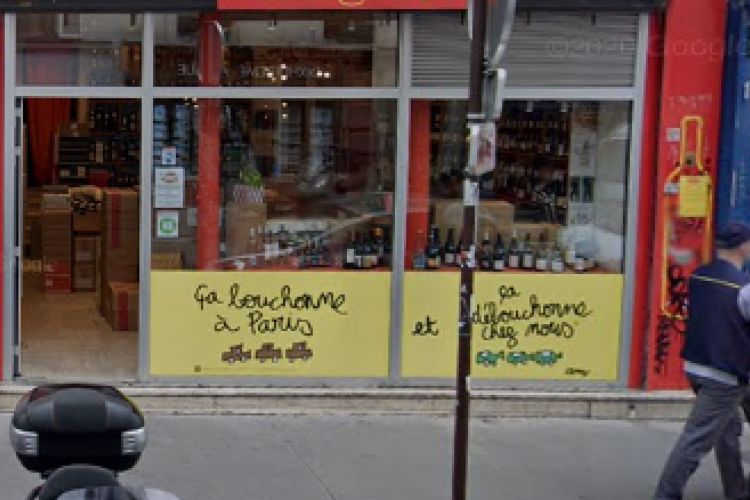 ©2020 Google
Ça bouchonne
à Paris
et
ça
débouchonne
chez nous